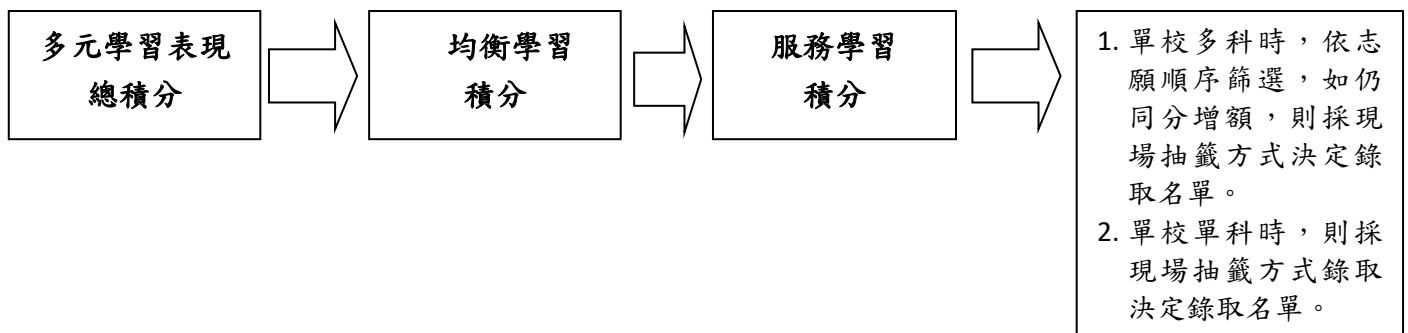 多元學習表現
總積分
均衡學習
積分
服務學習
積分
1. 單校多科時，依志
願順序篩選，如仍
同分增額，則採現
場抽籤方式決定錄
取名單。
2. 單校單科時，則採
現場抽籤方式錄取
決定錄取名單。